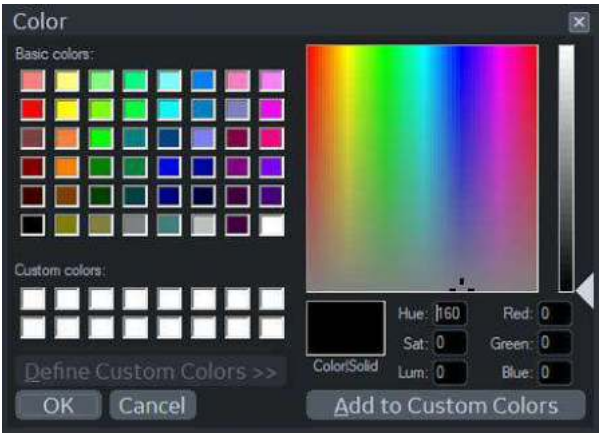 Color
Basic colors:
Custom colors:
Define Custom Colors >>
OK Cancel
Color|Solid
Hue: 160 Red: 0
Sat: 0 Green: 0
Lum: 0 Blue: 0
Add to Custom Colors